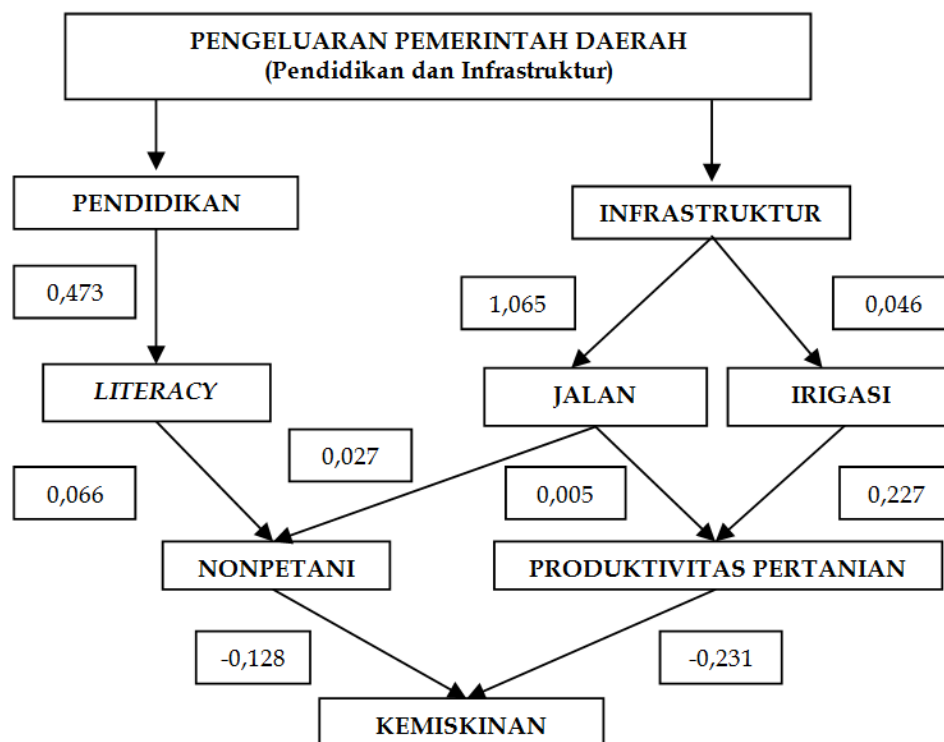 PENGELUARAN PEMERINTAH DAERAH
(Pendidikan dan Infrastruktur)
PENDIDIKAN
INFRASTRUKTUR
0,473
1,065
0,046
LITERACY
JALAN
IRIGASI
0,027
0,066
0,005
0,227
NONPETANI
PRODUKTIVITAS PERTANIAN
-0,128
-0,231
KEMISKINAN